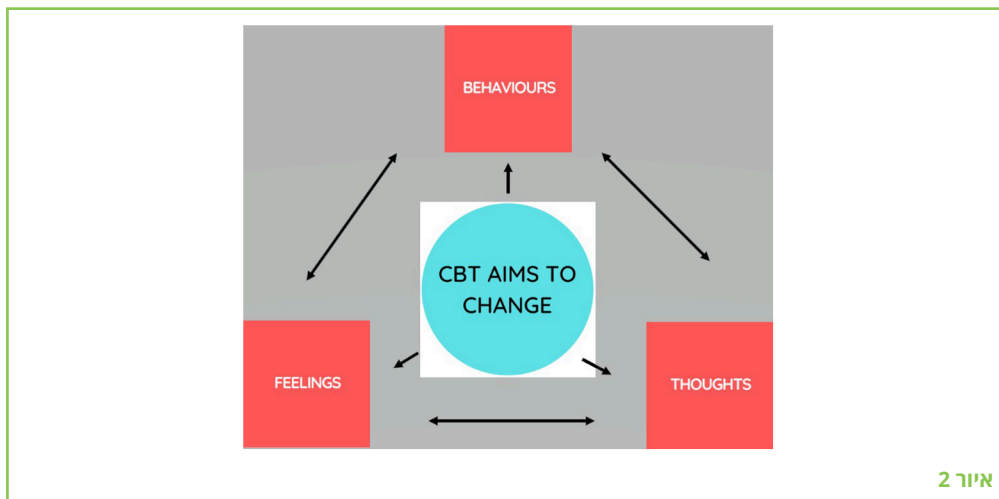 BEHAVIOURS
CBT AIMS TO
CHANGE
FEELINGS
THOUGHTS
איור 2